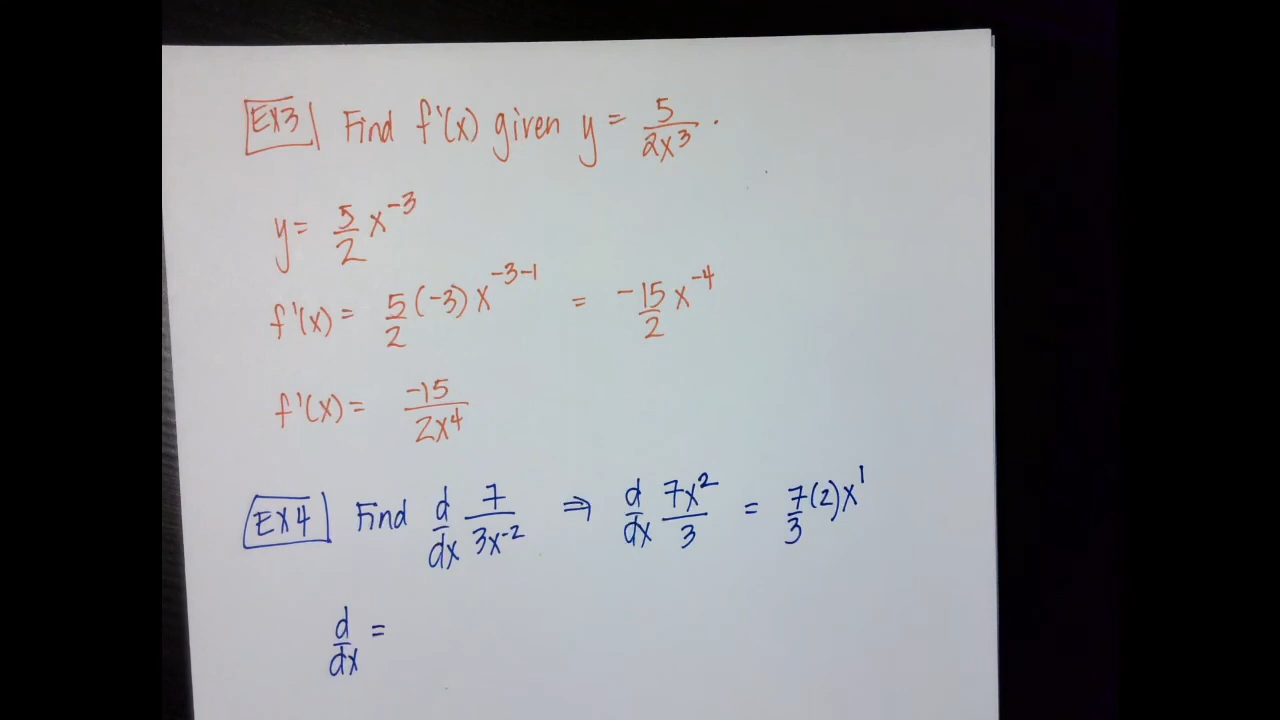 EX3 Find f'(x) given y = 5/2x³.
y = 5/2 x⁻³
f'(x) = 5/2 (-3) x⁻³⁻¹ = -15/2 x⁻⁴
f'(x) = -15/2x⁴
EX4 Find d/dx 7/3x⁻² ⇒ d/dx 7x²/3 = 7/3 (2) x¹
d/dx =